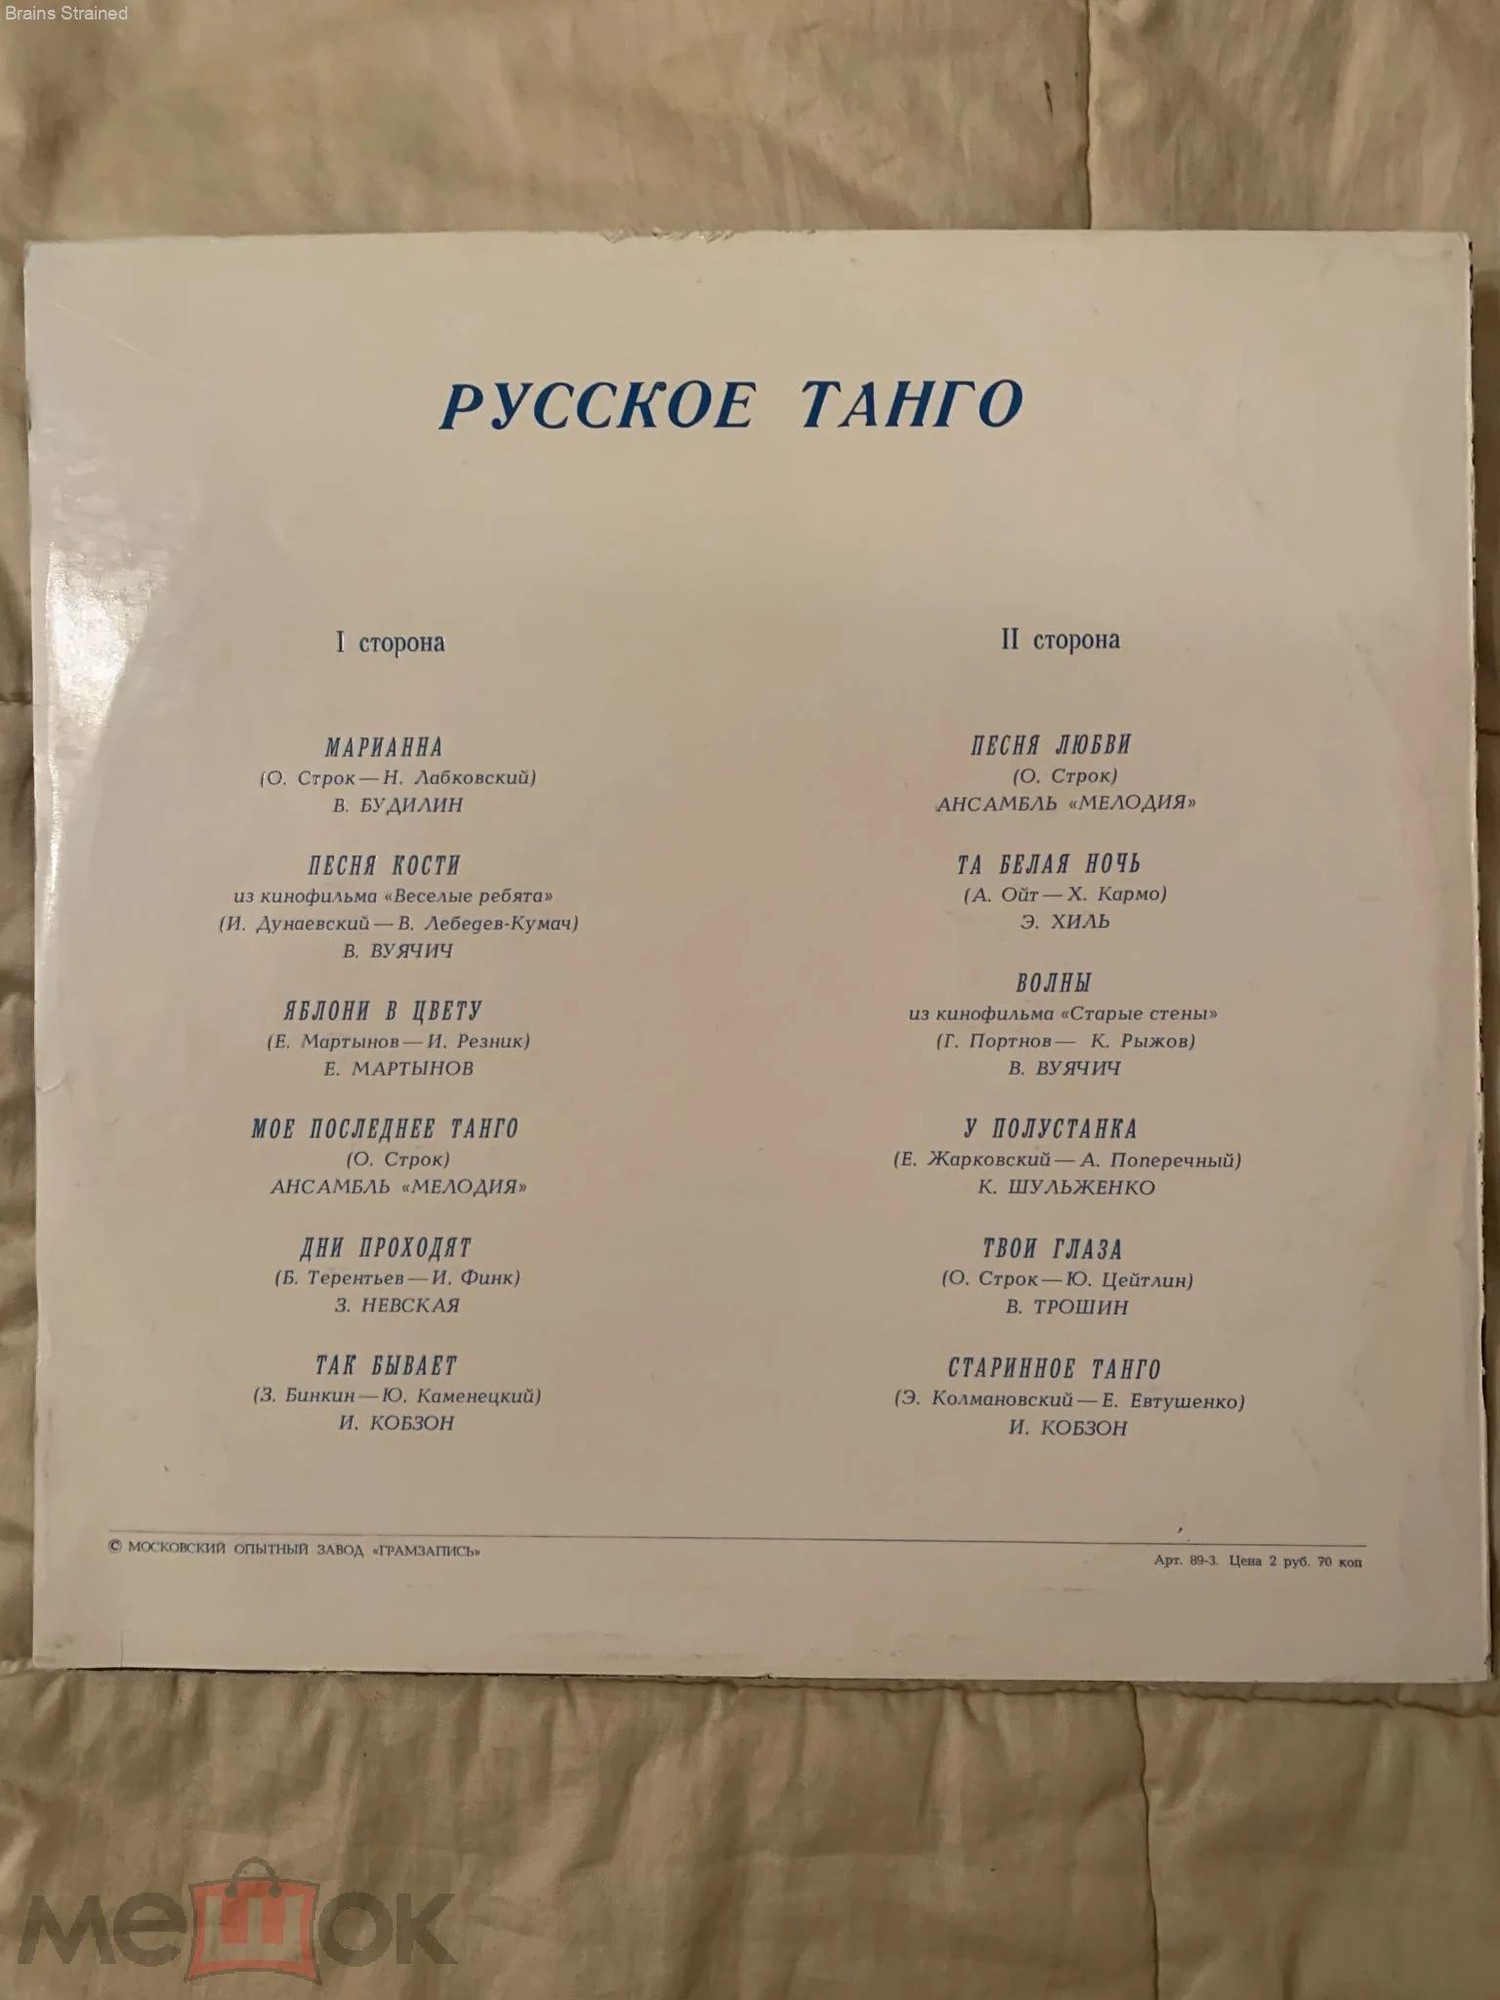 Brains Strained
РУССКОЕ ТАНГО
I сторона
МАРИАННА
(О. Строк — Н. Лабковский)
В. БУДИЛИН
ПЕСНЯ КОСТИ
из кинофильма «Веселые ребята»
(И. Дунаевский — В. Лебедев-Кумач)
В. ВУЯЧИЧ
ЯБЛОНИ В ЦВЕТУ
(Е. Мартынов — И. Резник)
Е. МАРТЫНОВ
МОЕ ПОСЛЕДНЕЕ ТАНГО
(О. Строк)
АНСАМБЛЬ «МЕЛОДИЯ»
ДНИ ПРОХОДЯТ
(Б. Терентьев — И. Финк)
З. НЕВСКАЯ
ТАК БЫВАЕТ
(З. Бинкин — Ю. Каменецкий)
И. КОБЗОН
II сторона
ПЕСНЯ ЛЮБВИ
(О. Строк)
АНСАМБЛЬ «МЕЛОДИЯ»
ТА БЕЛАЯ НОЧЬ
(А. Ойт — Х. Кармо)
Э. ХИЛЬ
ВОЛНЫ
из кинофильма «Старые стены»
(Г. Портнов — К. Рыжов)
В. ВУЯЧИЧ
У ПОЛУСТАНКА
(Е. Жарковский — А. Поперечный)
К. ШУЛЬЖЕНКО
ТВОИ ГЛАЗА
(О. Строк — Ю. Цейтлин)
В. ТРОШИН
СТАРИННОЕ ТАНГО
(Э. Колмановский — Е. Евтушенко)
И. КОБЗОН
© МОСКОВСКИЙ ОПЫТНЫЙ ЗАВОД «ГРАМЗАПИСЬ»
Арт. 89-3. Цена 2 руб. 70 коп
мешок